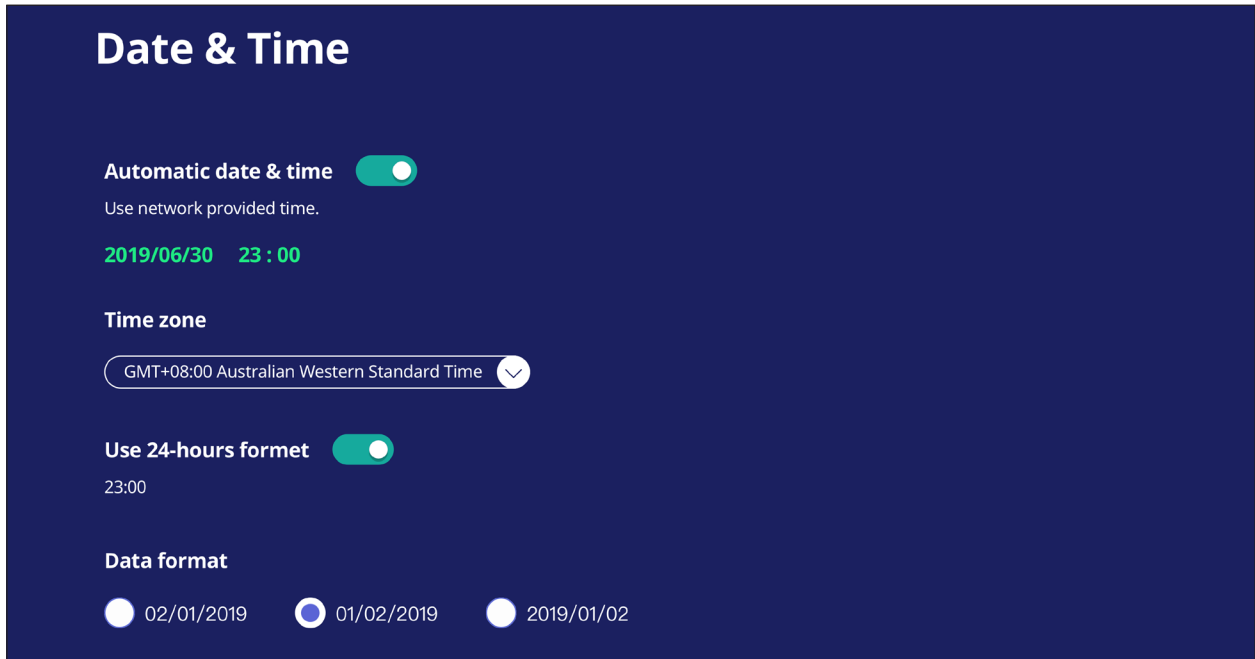 Date & Time
Automatic date & time
Use network provided time.
2019/06/30 23 : 00
Time zone
GMT+08:00 Australian Western Standard Time
Use 24-hours formet
23:00
Data format
02/01/2019 01/02/2019 2019/01/02